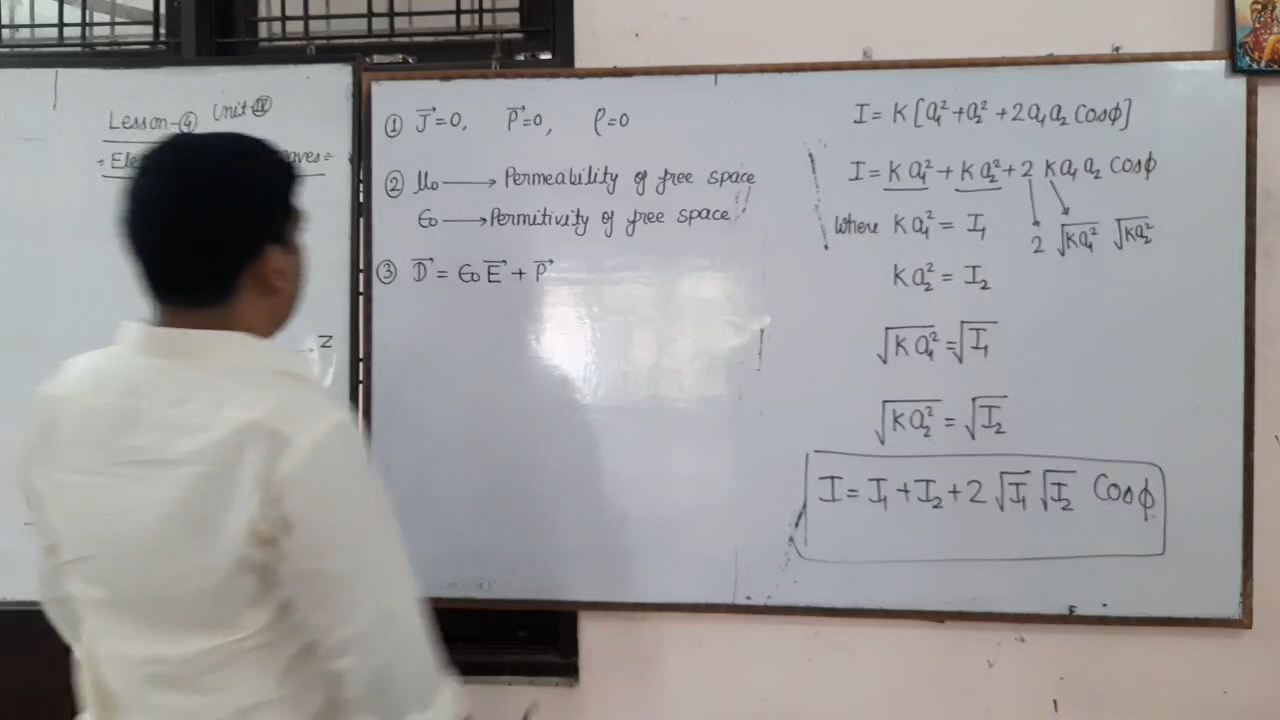 Lesson-④ Unit-Ⅳ
→ Z
① J⃗=0, P⃗=0, ρ=0
② μ₀ → Permeability of free space
ϵ₀ → Permitivity of free space
③ D⃗ = ϵ₀ E⃗ + P⃗
I = K[a₁²+a₂²+2a₁a₂ Cosϕ]
I = Ka₁² + Ka₂² + 2 Ka₁a₂ Cosϕ
2 √Ka₁² √Ka₂²
Where Ka₁² = I₁
Ka₂² = I₂
√Ka₁² = √I₁
√Ka₂² = √I₂
I = I₁ + I₂ + 2 √I₁ √I₂ Cosϕ